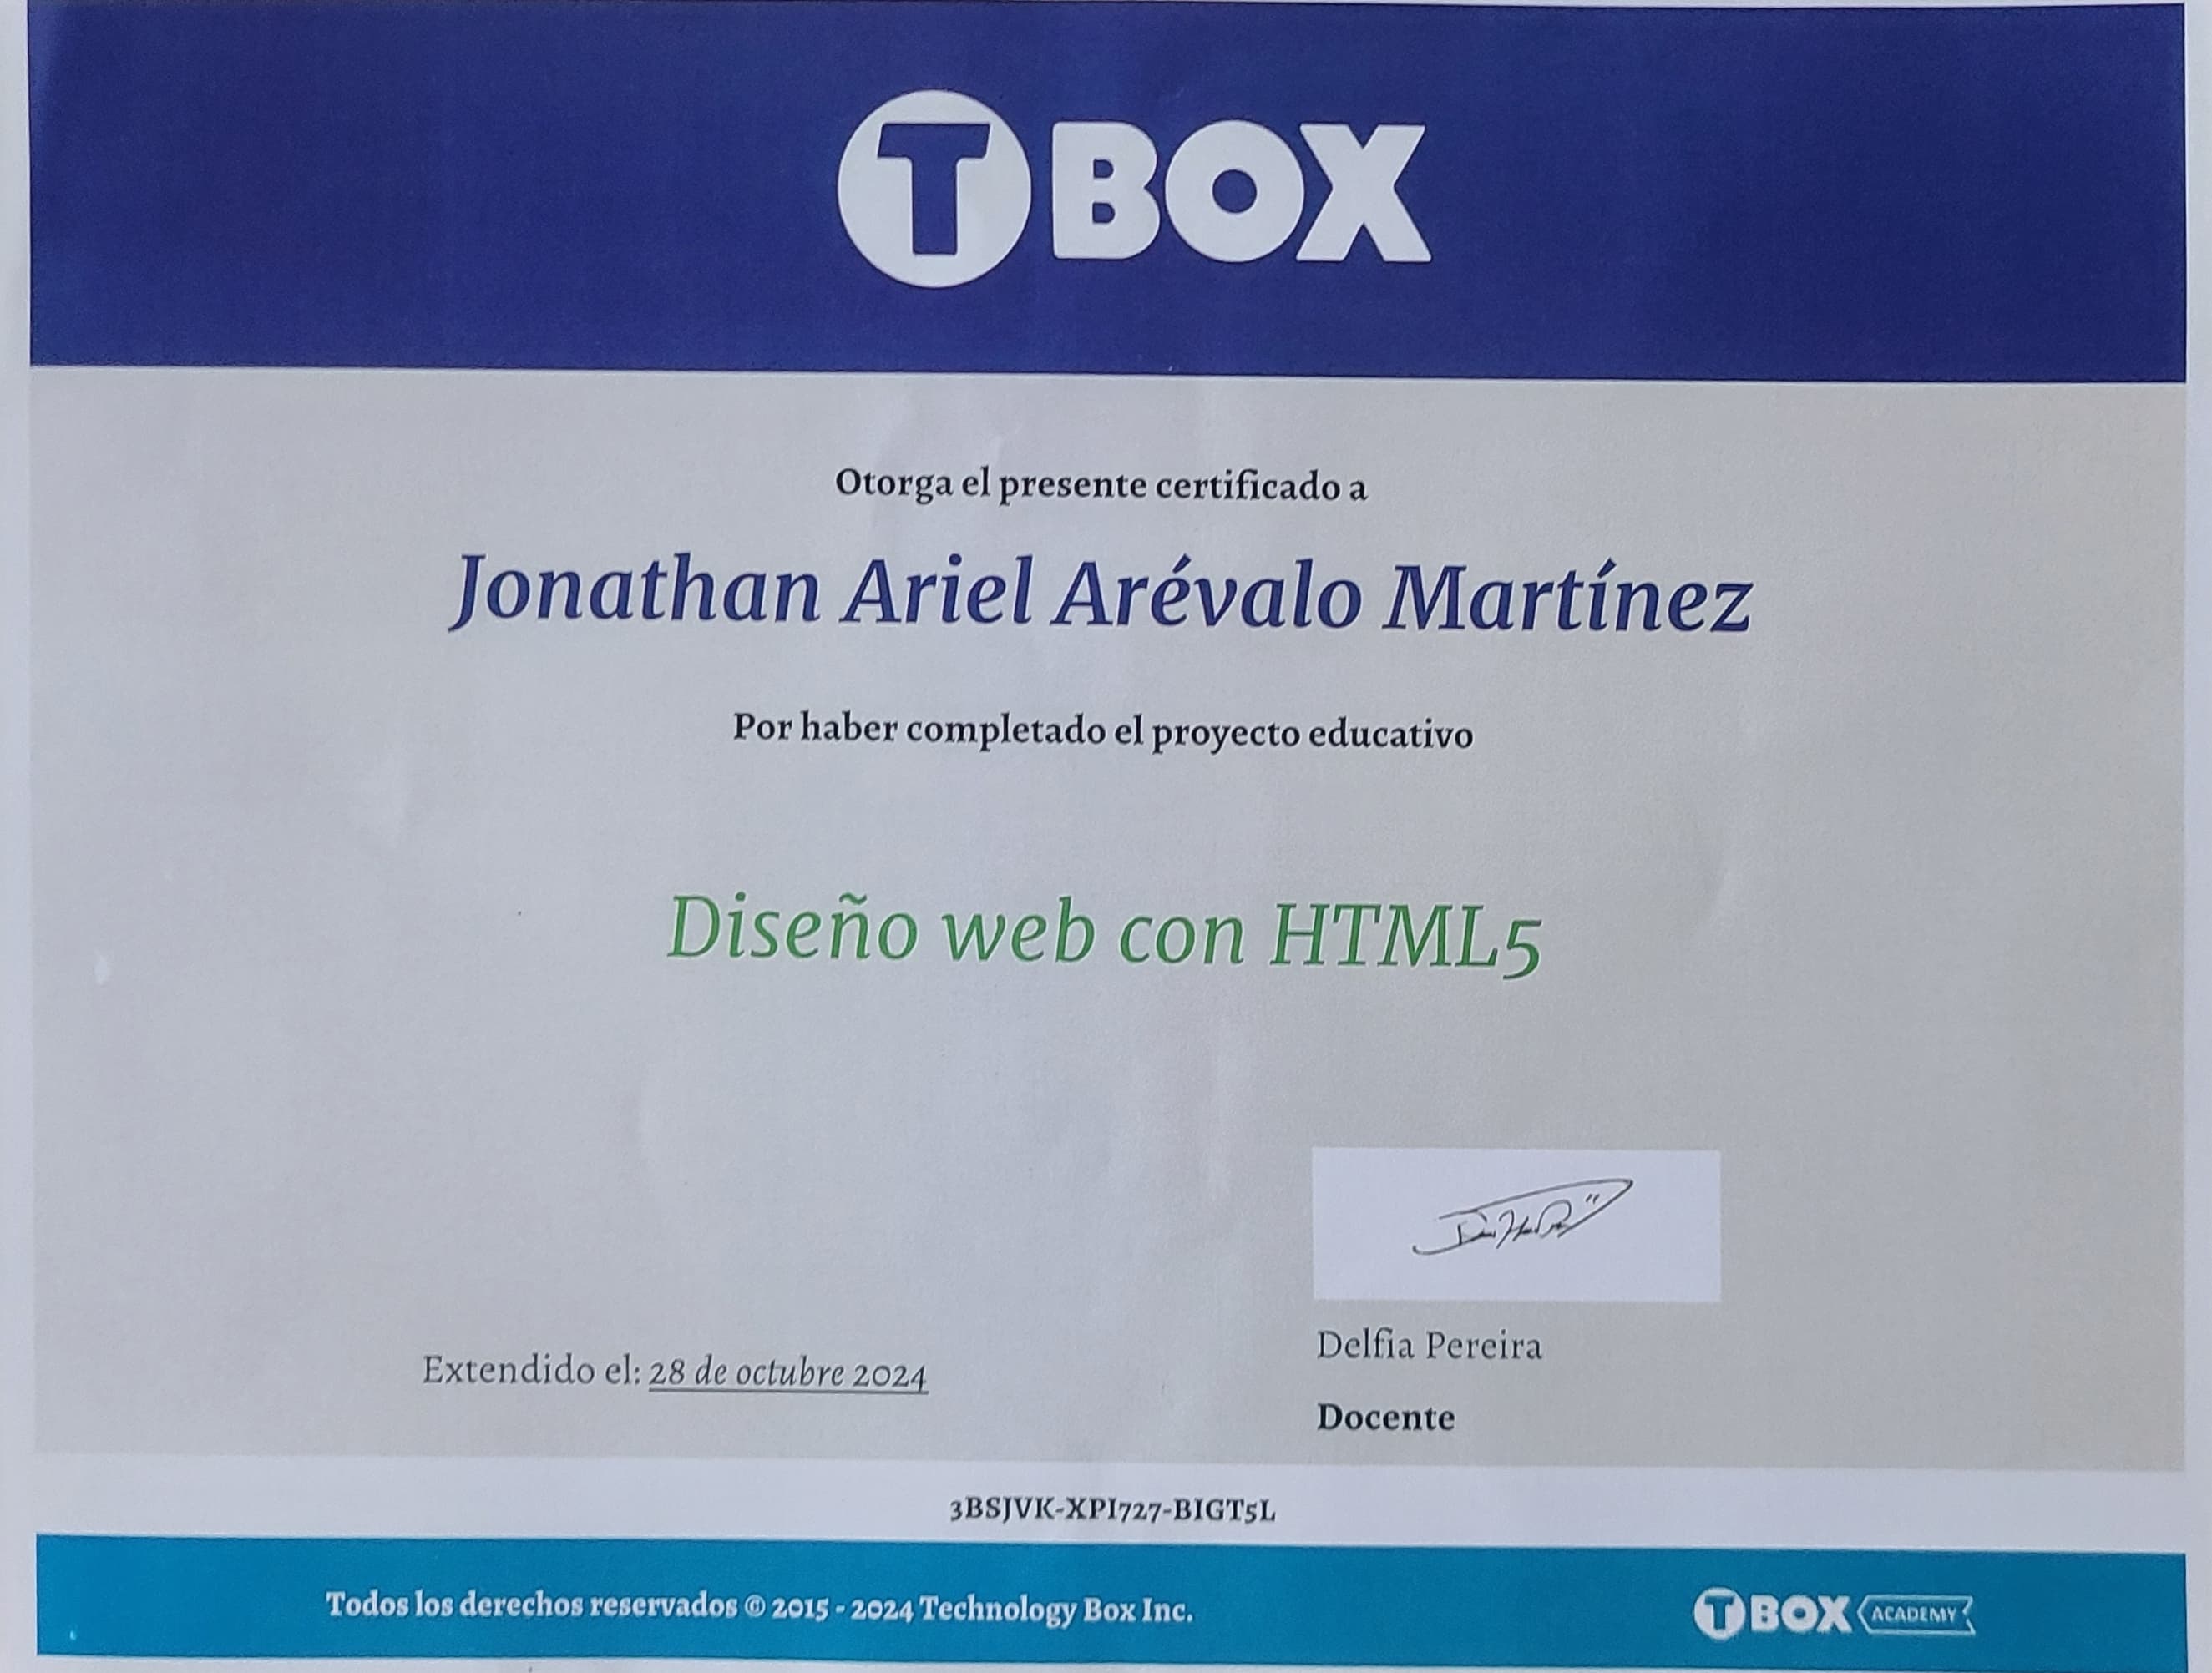 T BOX
Otorga el presente certificado a
Jonathan Ariel Arévalo Martínez
Por haber completado el proyecto educativo
Diseño web con HTML5
Extendido el: 28 de octubre 2024
Delfia Pereira
Docente
3BSJVK-XPI727-BIGT5L
Todos los derechos reservados © 2015 - 2024 Technology Box Inc.
T BOX ACADEMY